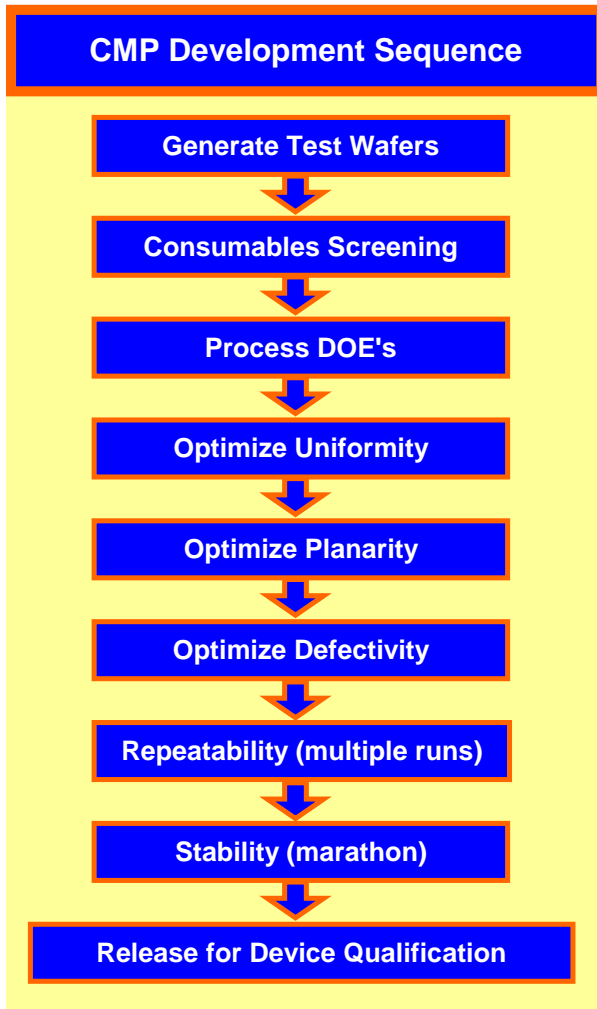 CMP Development Sequence
Generate Test Wafers
Consumables Screening
Process DOE's
Optimize Uniformity
Optimize Planarity
Optimize Defectivity
Repeatability (multiple runs)
Stability (marathon)
Release for Device Qualification